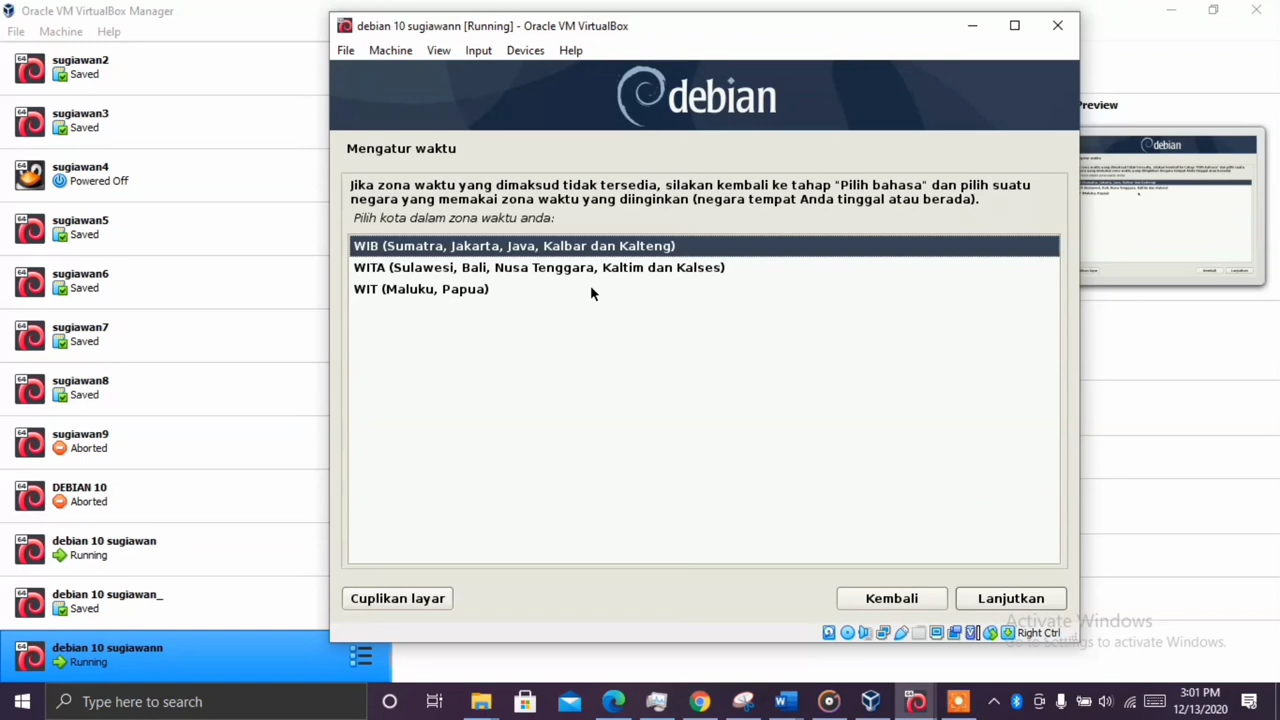 Oracle VM VirtualBox Manager
File Machine Help
sugiawan2
Saved
sugiawan3
Saved
sugiawan4
Powered Off
sugiawan5
Saved
sugiawan6
Saved
sugiawan7
Saved
sugiawan8
Saved
sugiawan9
Aborted
DEBIAN 10
Aborted
debian 10 sugiawan
Running
debian 10 sugiawan_
Saved
debian 10 sugiawann
Running
debian 10 sugiawann [Running] - Oracle VM VirtualBox
File Machine View Input Devices Help
debian
Mengatur waktu
Jika zona waktu yang dimaksud tidak tersedia, silakan kembali ke tahap "Pilih bahasa" dan pilih suatu
negara yang memakai zona waktu yang diinginkan (negara tempat Anda tinggal atau berada).
Pilih kota dalam zona waktu anda:
WIB (Sumatra, Jakarta, Java, Kalbar dan Kalteng)
WITA (Sulawesi, Bali, Nusa Tenggara, Kaltim dan Kalses)
WIT (Maluku, Papua)
Cuplikan layar Kembali Lanjutkan
Right Ctrl
Preview
debian
Activate Windows
Go to Settings to activate Windows.
Type here to search
3:01 PM
12/13/2020